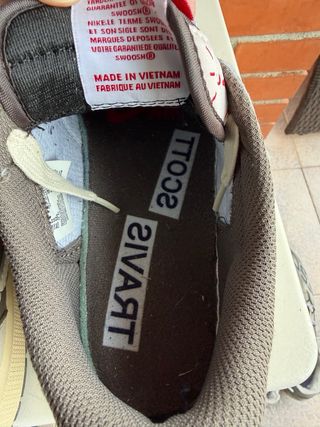 GUARANTEE OF QUALITY
SWOOSH®
NIKE.LE TERME SWOOSH
ET SON SIGLE SONT DES
MARQUES DÉPOSÉES ET
VOTRE GARANTIE DE QUALITÉ.
SWOOSH®
MADE IN VIETNAM
FABRIQUÉ AU VIETNAM
TRAVIS
SCOTT